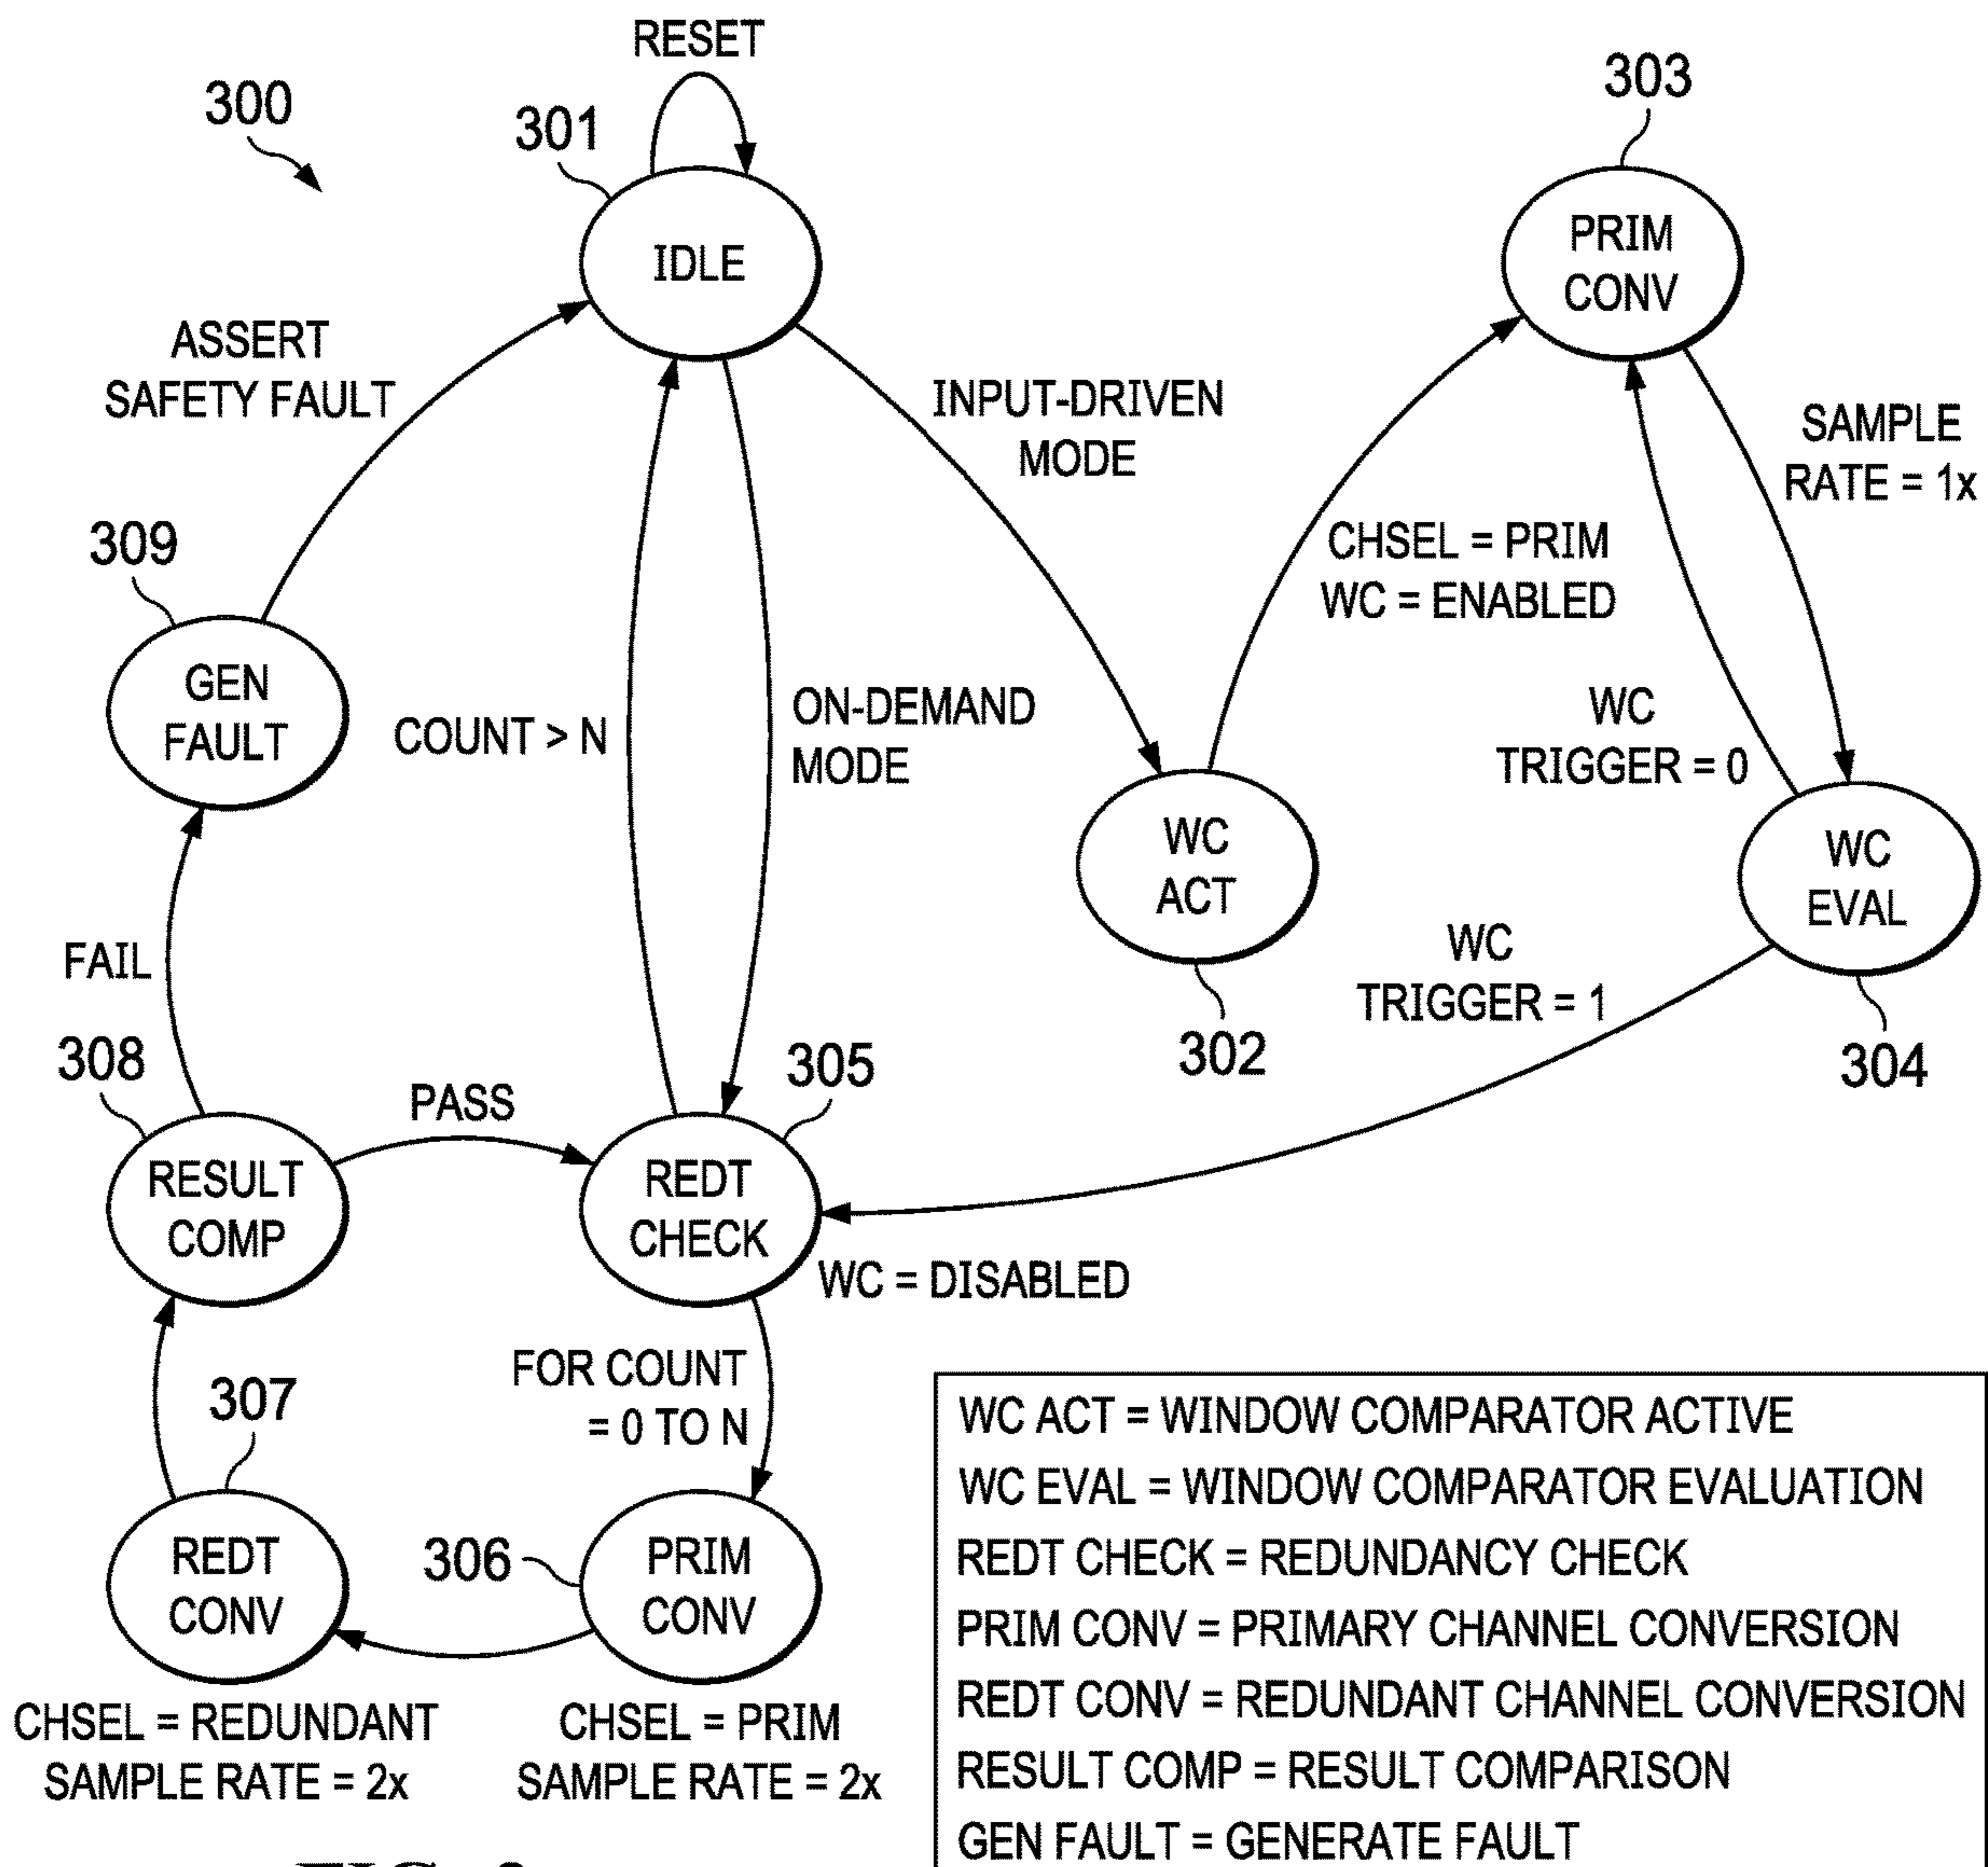 RESET
300
301
303
IDLE
PRIM
CONV
ASSERT
SAFETY FAULT
INPUT-DRIVEN
MODE
SAMPLE
RATE = 1x
309
CHSEL = PRIM
WC = ENABLED
GEN
FAULT
COUNT > N
ON-DEMAND
MODE
WC
TRIGGER = 0
WC
ACT
WC
EVAL
FAIL
WC
TRIGGER = 1
302
304
308
305
PASS
RESULT
COMP
REDT
CHECK
WC = DISABLED
FOR COUNT
= 0 TO N
307
REDT
CONV
306
PRIM
CONV
CHSEL = REDUNDANT
SAMPLE RATE = 2x
CHSEL = PRIM
SAMPLE RATE = 2x
WC ACT = WINDOW COMPARATOR ACTIVE
WC EVAL = WINDOW COMPARATOR EVALUATION
REDT CHECK = REDUNDANCY CHECK
PRIM CONV = PRIMARY CHANNEL CONVERSION
REDT CONV = REDUNDANT CHANNEL CONVERSION
RESULT COMP = RESULT COMPARISON
GEN FAULT = GENERATE FAULT